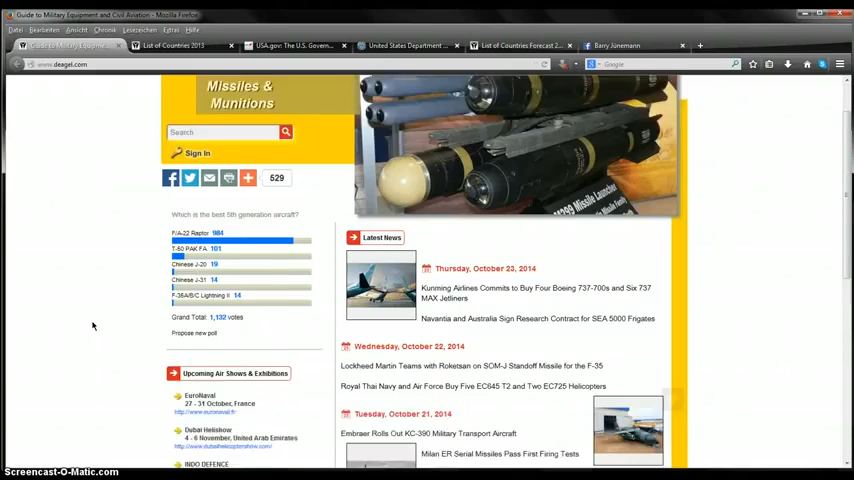 Guide to Military Equipment and Civil Aviation - Mozilla Firefox
Datei Bearbeiten Ansicht Chronik Lesezeichen Extras Hilfe
Guide to Military Equipme...
List of Countries 2013
USA.gov: The U.S. Govern...
United States Department ...
List of Countries Forecast 2...
Barry Jünemann
www.deagel.com
Google
Missiles &
Munitions
Search
Sign In
529
M299 Missile Launcher
Which is the best 5th generation aircraft?
F/A-22 Raptor 984
T-50 PAK FA 101
Chinese J-20 19
Chinese J-31 14
F-35A/B/C Lightning II 14
Grand Total: 1,132 votes
Propose new poll
Upcoming Air Shows & Exhibitions
EuroNaval
27 - 31 October, France
http://www.euronaval.fr/
Dubai Helishow
4 - 6 November, United Arab Emirates
http://www.dubaihelicoptershow.com/
INDO DEFENCE
Latest News
Thursday, October 23, 2014
Kunming Airlines Commits to Buy Four Boeing 737-700s and Six 737
MAX Jetliners
Navantia and Australia Sign Research Contract for SEA 5000 Frigates
Wednesday, October 22, 2014
Lockheed Martin Teams with Roketsan on SOM-J Standoff Missile for the F-35
Royal Thai Navy and Air Force Buy Five EC645 T2 and Two EC725 Helicopters
Tuesday, October 21, 2014
Embraer Rolls Out KC-390 Military Transport Aircraft
Milan ER Serial Missiles Pass First Firing Tests
Screencast-O-Matic.com